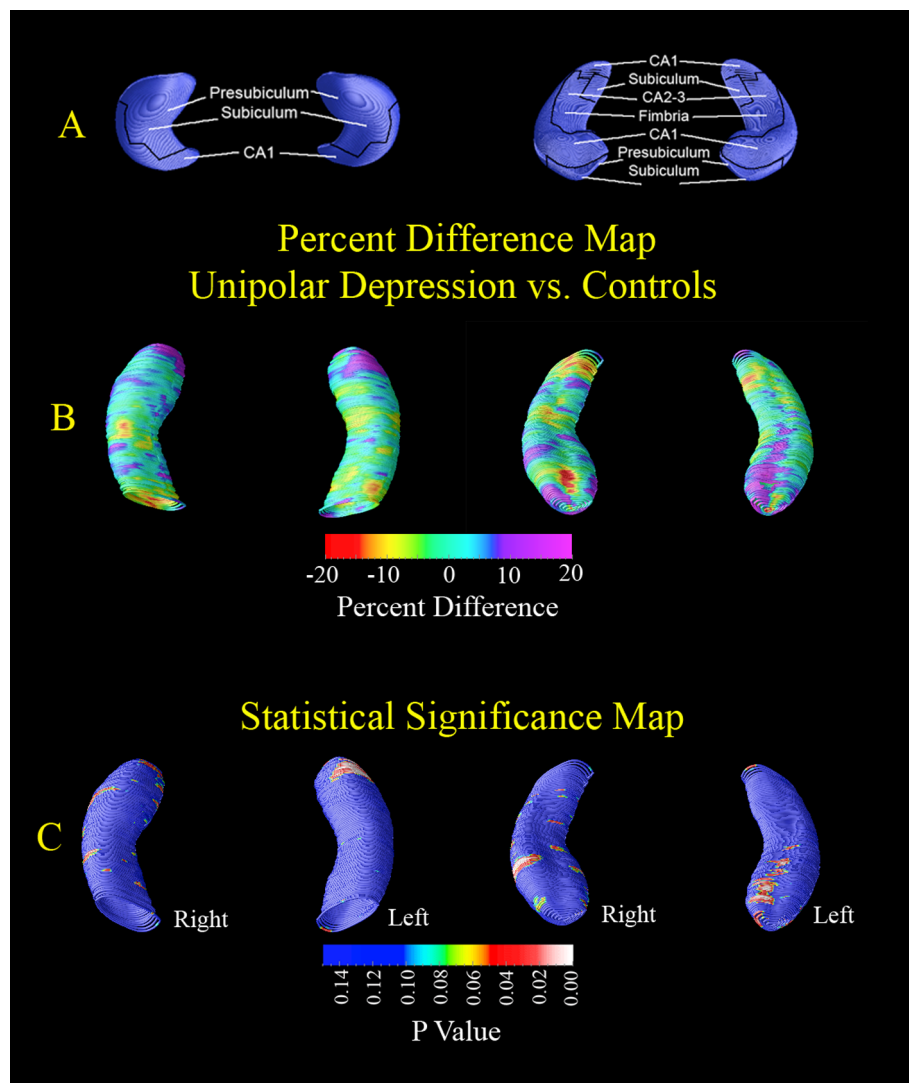 A
Presubiculum
Subiculum
CA1
CA1
Subiculum
CA2-3
Fimbria
CA1
Presubiculum
Subiculum
Percent Difference Map
Unipolar Depression vs. Controls
B
-20 -10 0 10 20
Percent Difference
Statistical Significance Map
C
Right Left Right Left
0.14 0.12 0.10 0.08 0.06 0.04 0.02 0.00
P Value